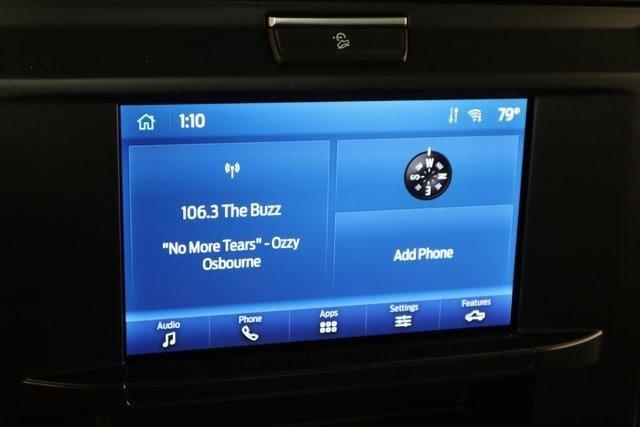 1:10
79°
106.3 The Buzz
"No More Tears" - Ozzy
Osbourne
W
S
N
E
Add Phone
Audio
Phone
Apps
Settings
Features